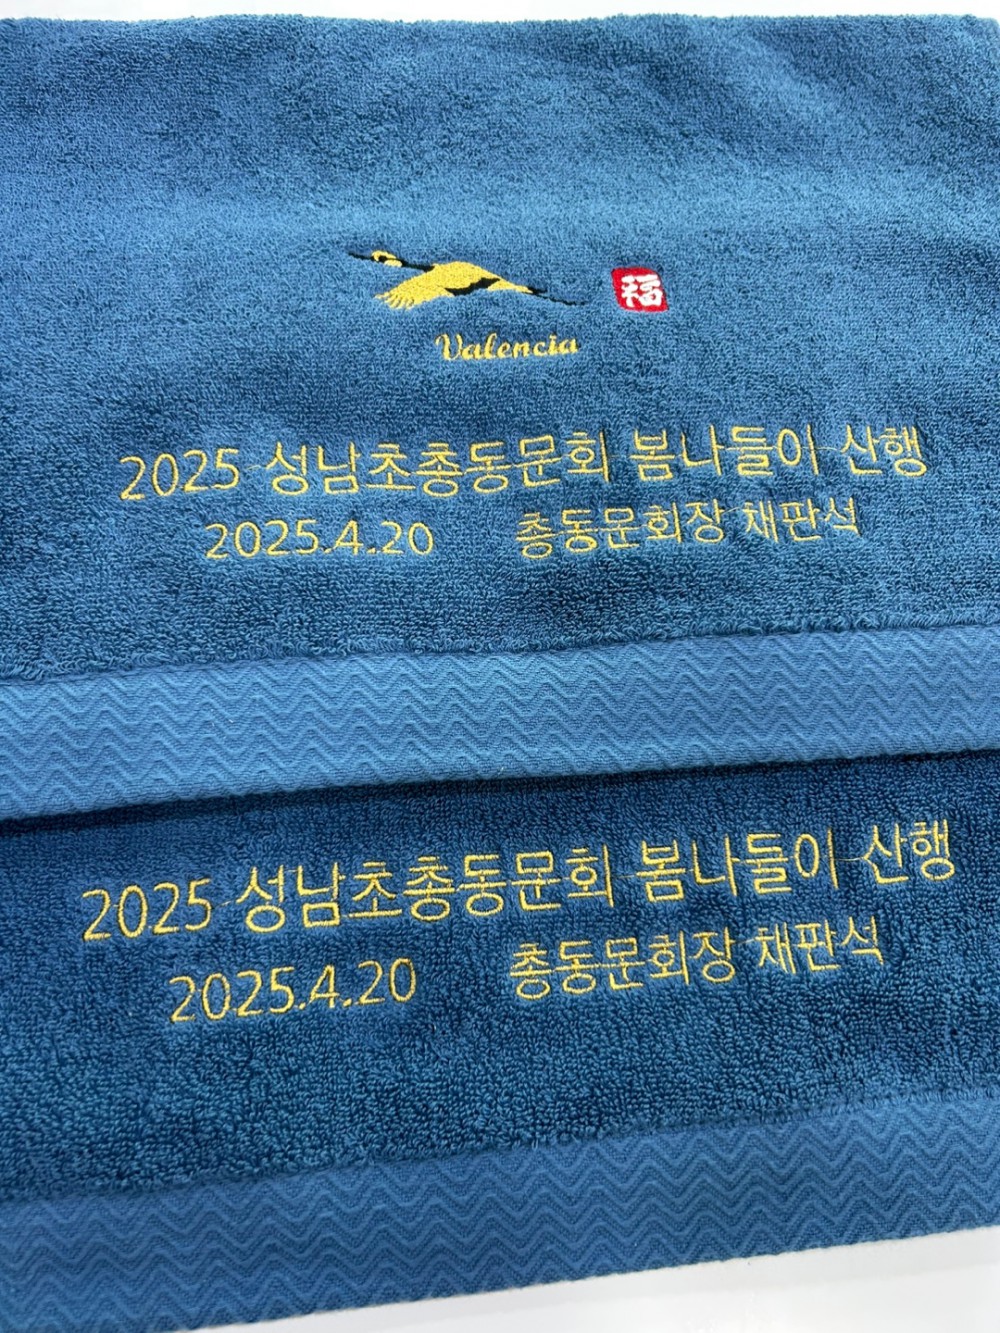 福
Valencia
2025 성남초총동문회 봄나들이 산행
2025.4.20 총동문회장 채판석
2025 성남초총동문회 봄나들이 산행
2025.4.20 총동문회장 채판석